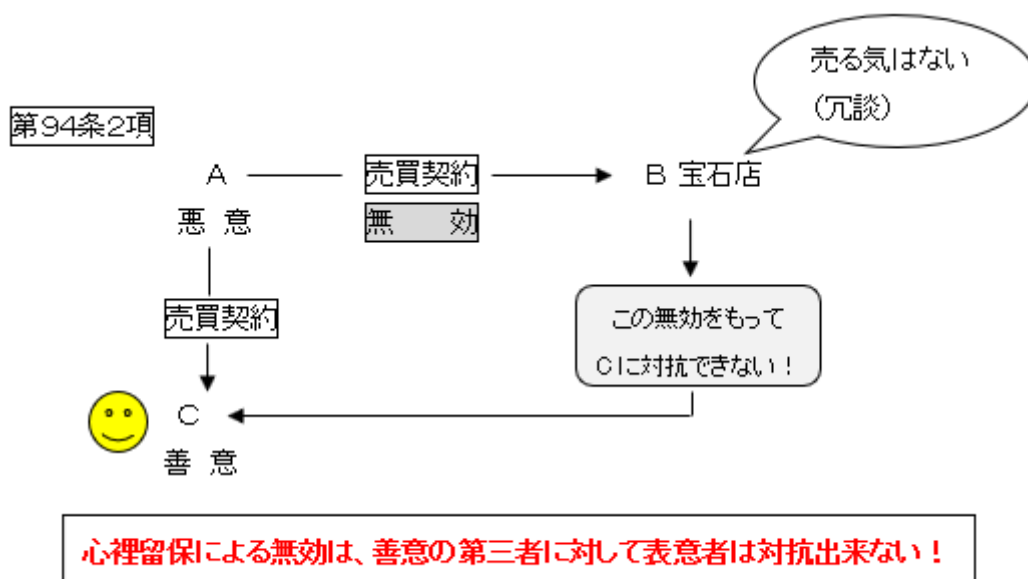 売る気はない
(冗談)
第94条2項
A
売買契約
B 宝石店
悪 意
無 効
売買契約
この無効をもって
Cに対抗できない！
C
善 意
心裡留保による無効は、善意の第三者に対して表意者は対抗出来ない！